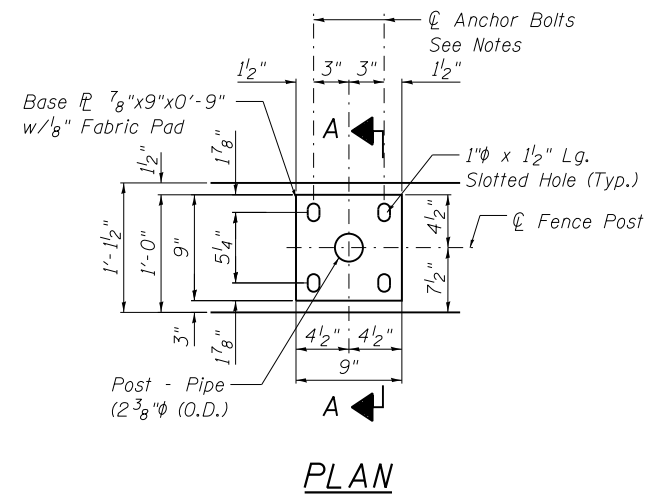 ℄ Anchor Bolts
See Notes
1½" 3" 3" 1½"
Base ℙL ⅞"x9"x0'-9"
w/⅛" Fabric Pad
A
1"ϕ x 1½" Lg.
Slotted Hole (Typ.)
1½"
1⅞"
1'-1½"
1'-0"
9"
5¼"
4½"
℄ Fence Post
7½"
3"
1⅞"
4½" 4½"
9"
Post - Pipe
(2⅜"ϕ (O.D.)
A
PLAN